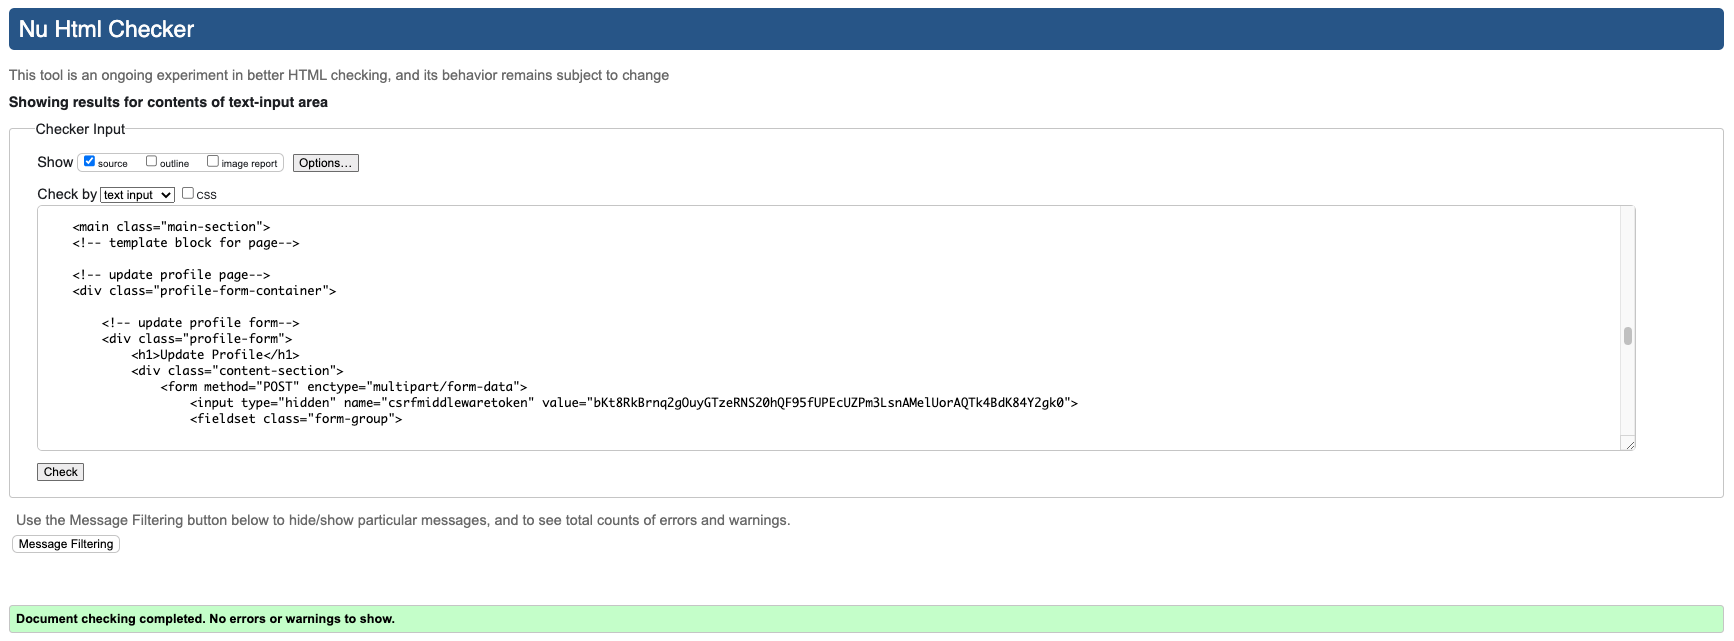 Nu Html Checker
This tool is an ongoing experiment in better HTML checking, and its behavior remains subject to change
Showing results for contents of text-input area
Checker Input
Show source outline image report Options...
Check by text input CSS
<main class="main-section">
<!-- template block for page-->
<!-- update profile page-->
<div class="profile-form-container">
<!-- update profile form-->
<div class="profile-form">
<h1>Update Profile</h1>
<div class="content-section">
<form method="POST" enctype="multipart/form-data">
<input type="hidden" name="csrfmiddlewaretoken" value="bKt8RkBrnq2gOuyGTzeRNS20hQF95fUPEcUZPm3LsnAMelUorAQTk4BdK84Y2gk0">
<fieldset class="form-group">
Check
Use the Message Filtering button below to hide/show particular messages, and to see total counts of errors and warnings.
Message Filtering
Document checking completed. No errors or warnings to show.